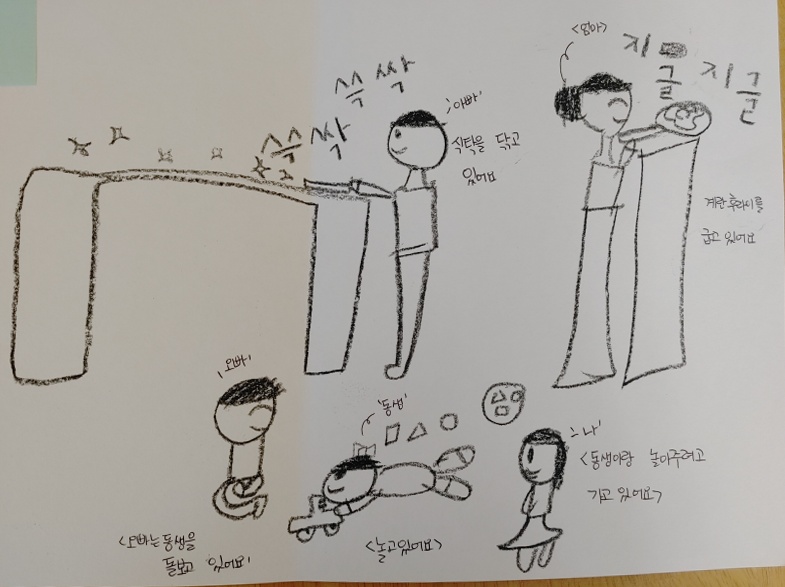 <엄마>
지글
지글
쓱싹
쓱싹
'아빠'
식탁을 닦고
있어요
계란 후라이를
굽고 있어요
'오빠'
'동생'
'나'
<동생이랑 놀아주려고
가고 있어요>
<오빠는 동생을
돌보고 있어요>
<놀고있어요>